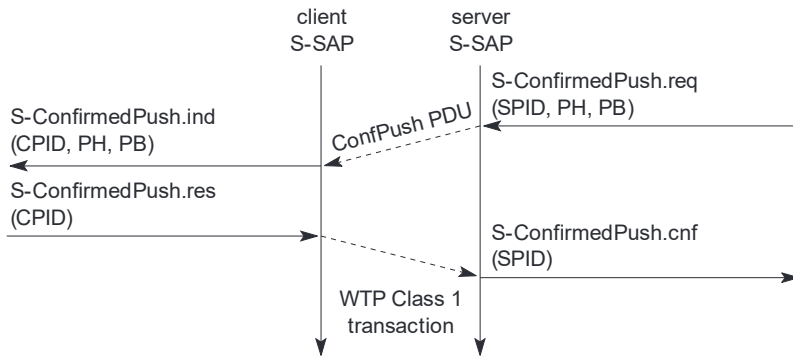 client
S-SAP
server
S-SAP
S-ConfirmedPush.req
(SPID, PH, PB)
S-ConfirmedPush.ind
(CPID, PH, PB)
ConfPush PDU
S-ConfirmedPush.res
(CPID)
S-ConfirmedPush.cnf
(SPID)
WTP Class 1
transaction